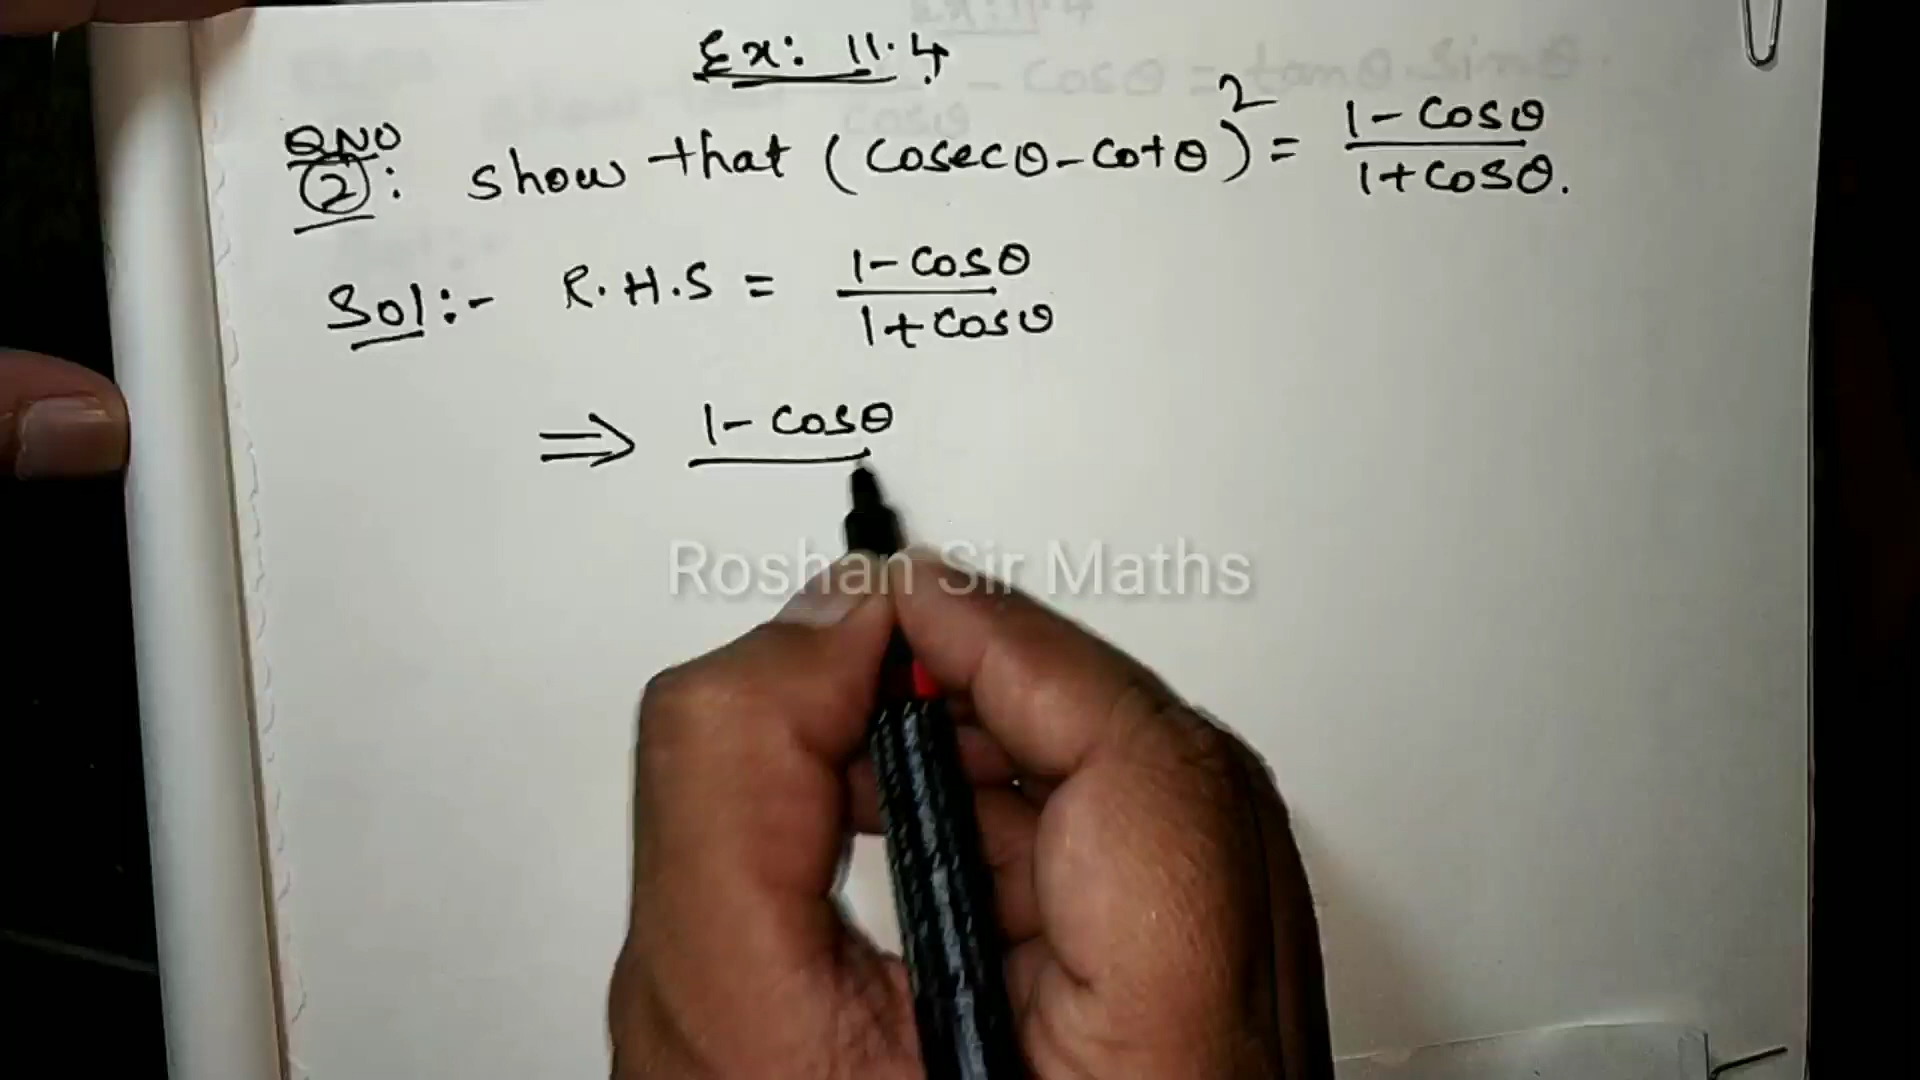 Ex: 11.4
QNO
②: show that (cosecθ-cotθ)² = 1-cosθ / 1+cosθ.
Sol:- R.H.S = 1-cosθ / 1+cosθ
⇒ 1-cosθ
Roshan Sir Maths